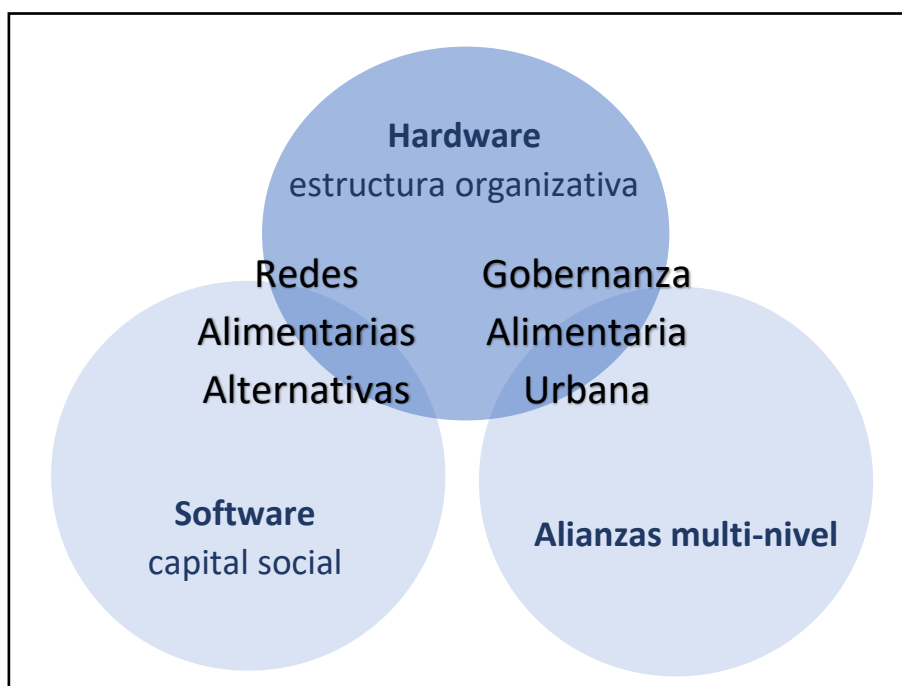 Hardware
estructura organizativa
Redes
Alimentarias
Alternativas
Gobernanza
Alimentaria
Urbana
Software
capital social
Alianzas multi-nivel